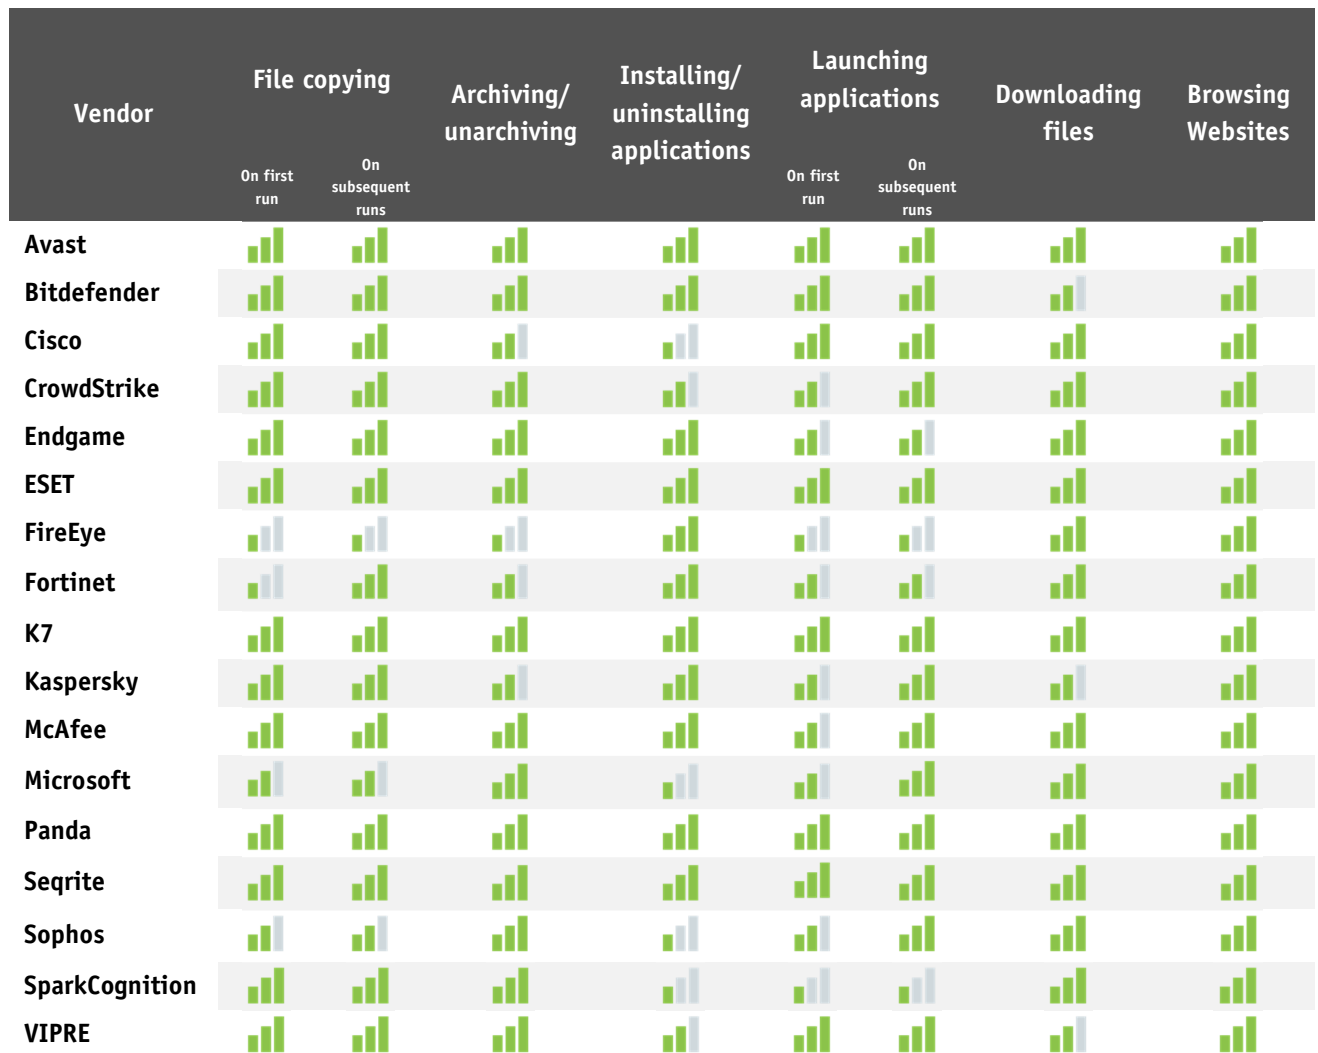 Vendor
File copying
On first
run
On
subsequent
runs
Archiving/
unarchiving
Installing/
uninstalling
applications
Launching
applications
On first
run
On
subsequent
runs
Downloading
files
Browsing
Websites
Avast
Bitdefender
Cisco
CrowdStrike
Endgame
ESET
FireEye
Fortinet
K7
Kaspersky
McAfee
Microsoft
Panda
Seqrite
Sophos
SparkCognition
VIPRE